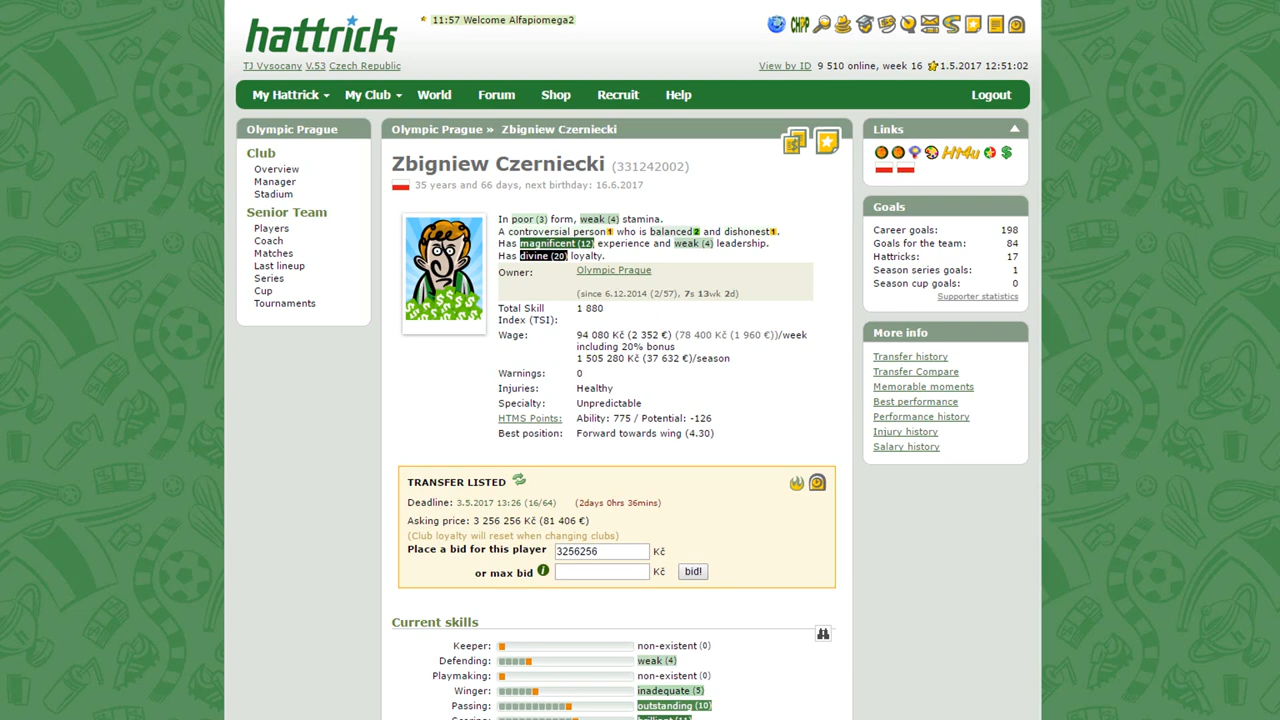 hattrick
11:57 Welcome Alfapiomega2
CHPP
TJ Vysocany V.53 Czech Republic
View by ID 9 510 online, week 16 1.5.2017 12:51:02
My Hattrick My Club World Forum Shop Recruit Help Logout
Olympic Prague
Club
Overview
Manager
Stadium
Senior Team
Players
Coach
Matches
Last lineup
Series
Cup
Tournaments
Olympic Prague » Zbigniew Czerniecki
Zbigniew Czerniecki (331242002)
35 years and 66 days, next birthday: 16.6.2017
In poor (3) form, weak (4) stamina.
A controversial person1 who is balanced2 and dishonest1.
Has magnificent (12) experience and weak (4) leadership.
Has divine (20) loyalty.
Owner: Olympic Prague
(since 6.12.2014 (2/57), 7s 13wk 2d)
Total Skill Index (TSI): 1 880
Wage: 94 080 Kč (2 352 €) (78 400 Kč (1 960 €))/week
including 20% bonus
1 505 280 Kč (37 632 €)/season
Warnings: 0
Injuries: Healthy
Specialty: Unpredictable
HTMS Points: Ability: 775 / Potential: -126
Best position: Forward towards wing (4.30)
TRANSFER LISTED
Deadline: 3.5.2017 13:26 (16/64) (2days 0hrs 36mins)
Asking price: 3 256 256 Kč (81 406 €)
(Club loyalty will reset when changing clubs)
Place a bid for this player 3256256 Kč
or max bid Kč bid!
Current skills
Keeper: non-existent (0)
Defending: weak (4)
Playmaking: non-existent (0)
Winger: inadequate (5)
Passing: outstanding (10)
Links
Ht4u
Goals
Career goals: 198
Goals for the team: 84
Hattricks: 17
Season series goals: 1
Season cup goals: 0
Supporter statistics
More info
Transfer history
Transfer Compare
Memorable moments
Best performance
Performance history
Injury history
Salary history